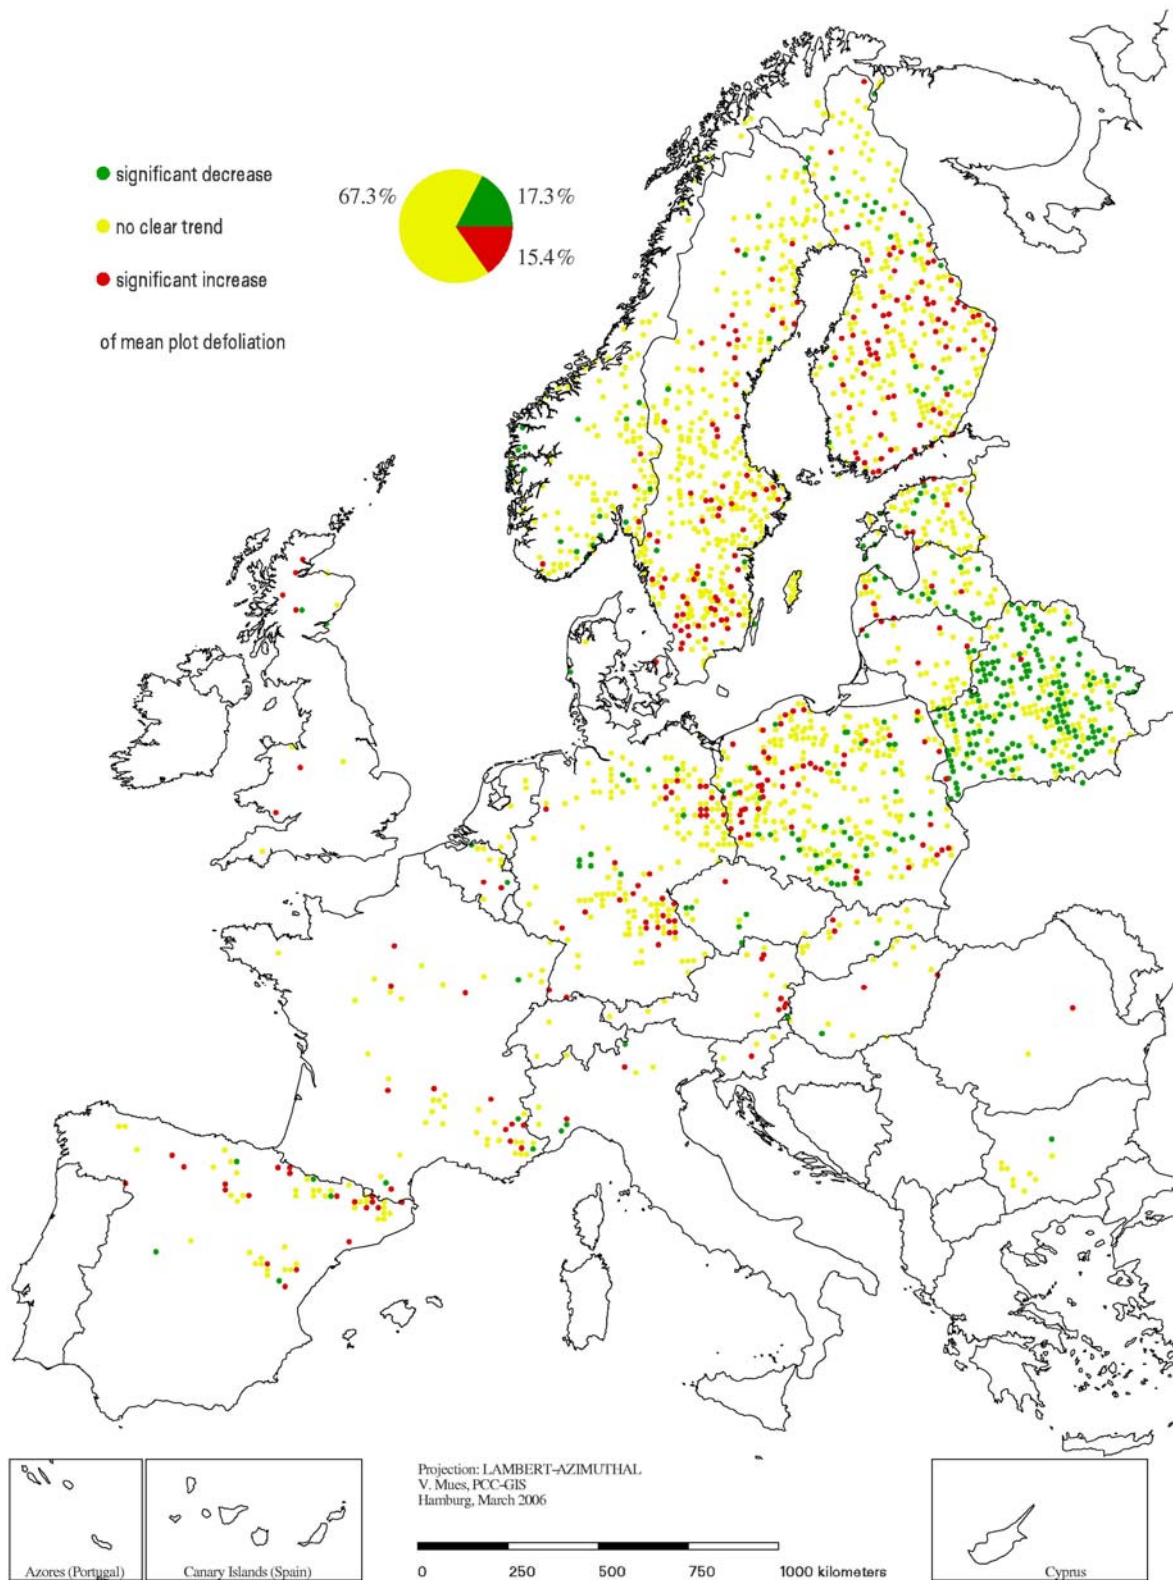 significant decrease
67.3%
17.3%
no clear trend
15.4%
significant increase
of mean plot defoliation
Projection: LAMBERT-AZIMUTHAL
V. Mues, PCC-GIS
Hamburg, March 2006
0 250 500 750 1000 kilometers
Azores (Portugal)
Canary Islands (Spain)
Cyprus